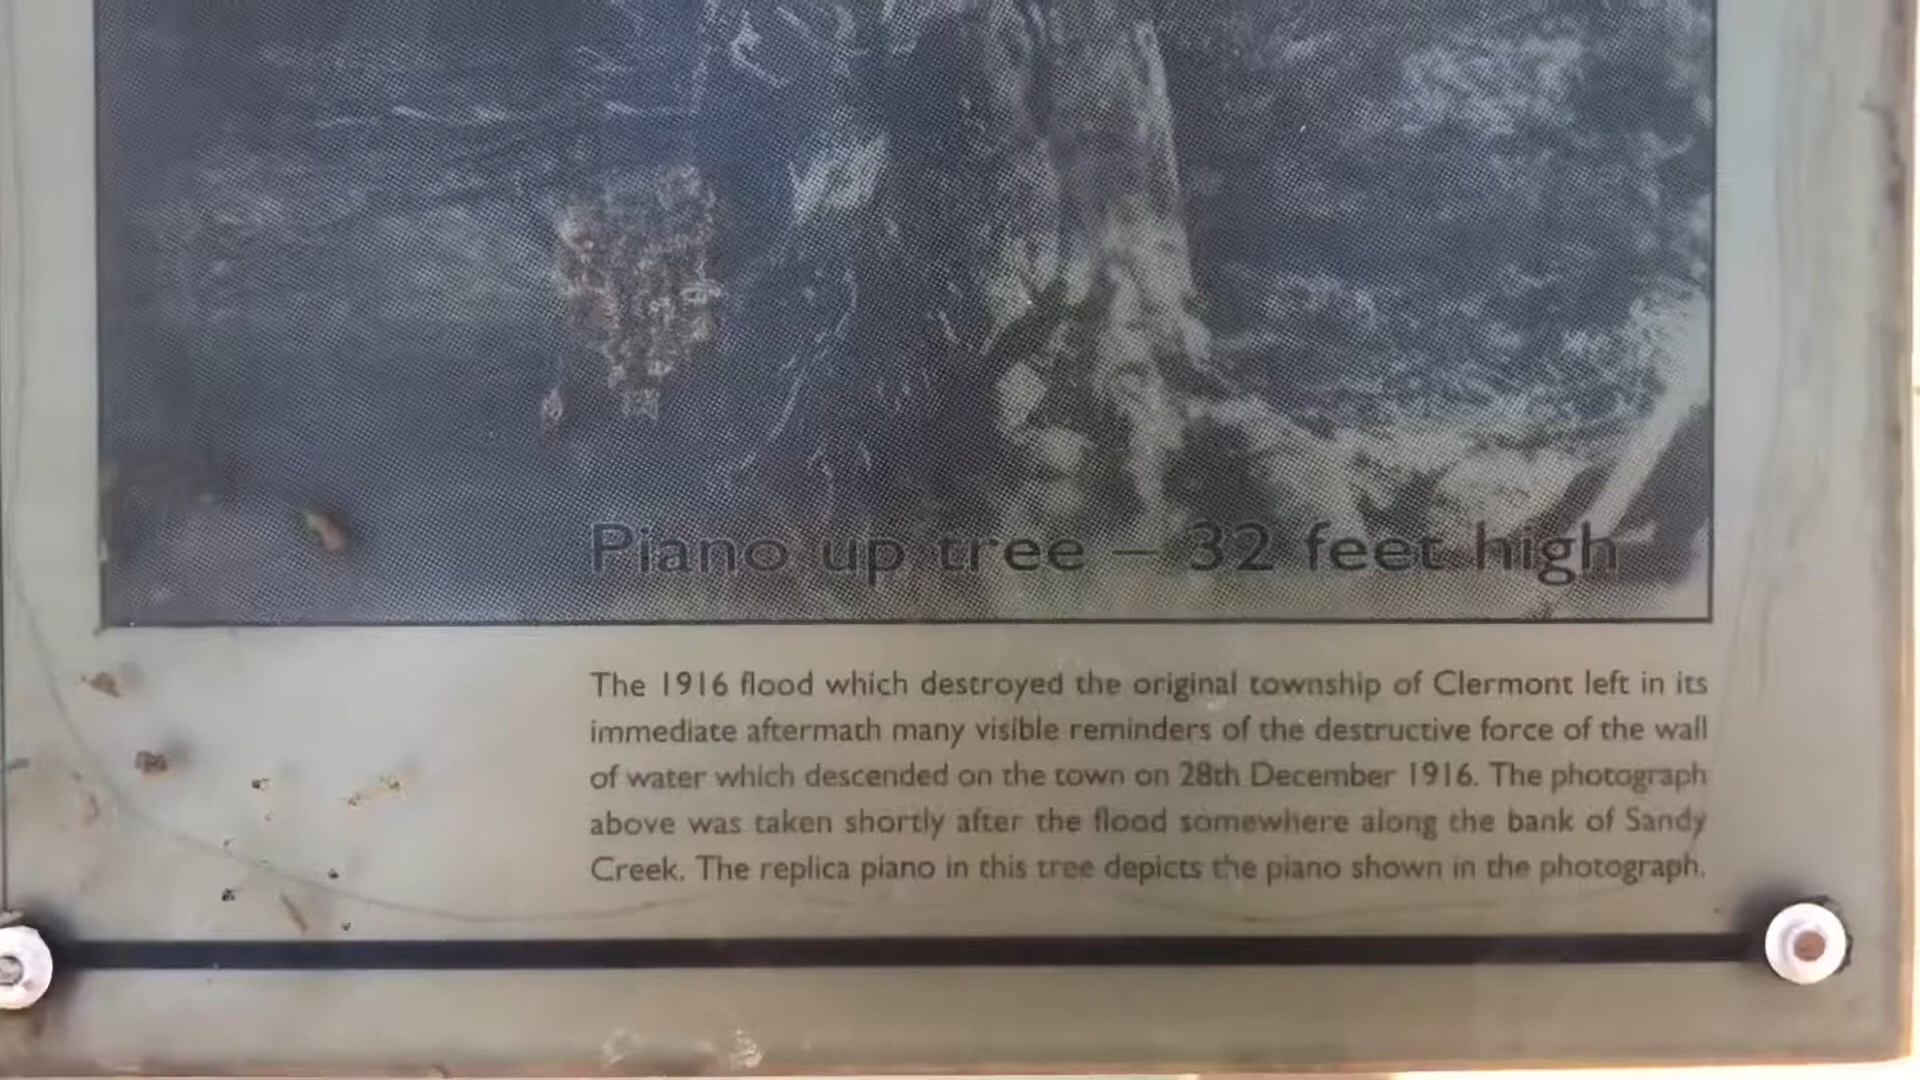 Piano up tree – 32 feet high
The 1916 flood which destroyed the original township of Clermont left in its
immediate aftermath many visible reminders of the destructive force of the wall
of water which descended on the town on 28th December 1916. The photograph
above was taken shortly after the flood somewhere along the bank of Sandy
Creek. The replica piano in this tree depicts the piano shown in the photograph.